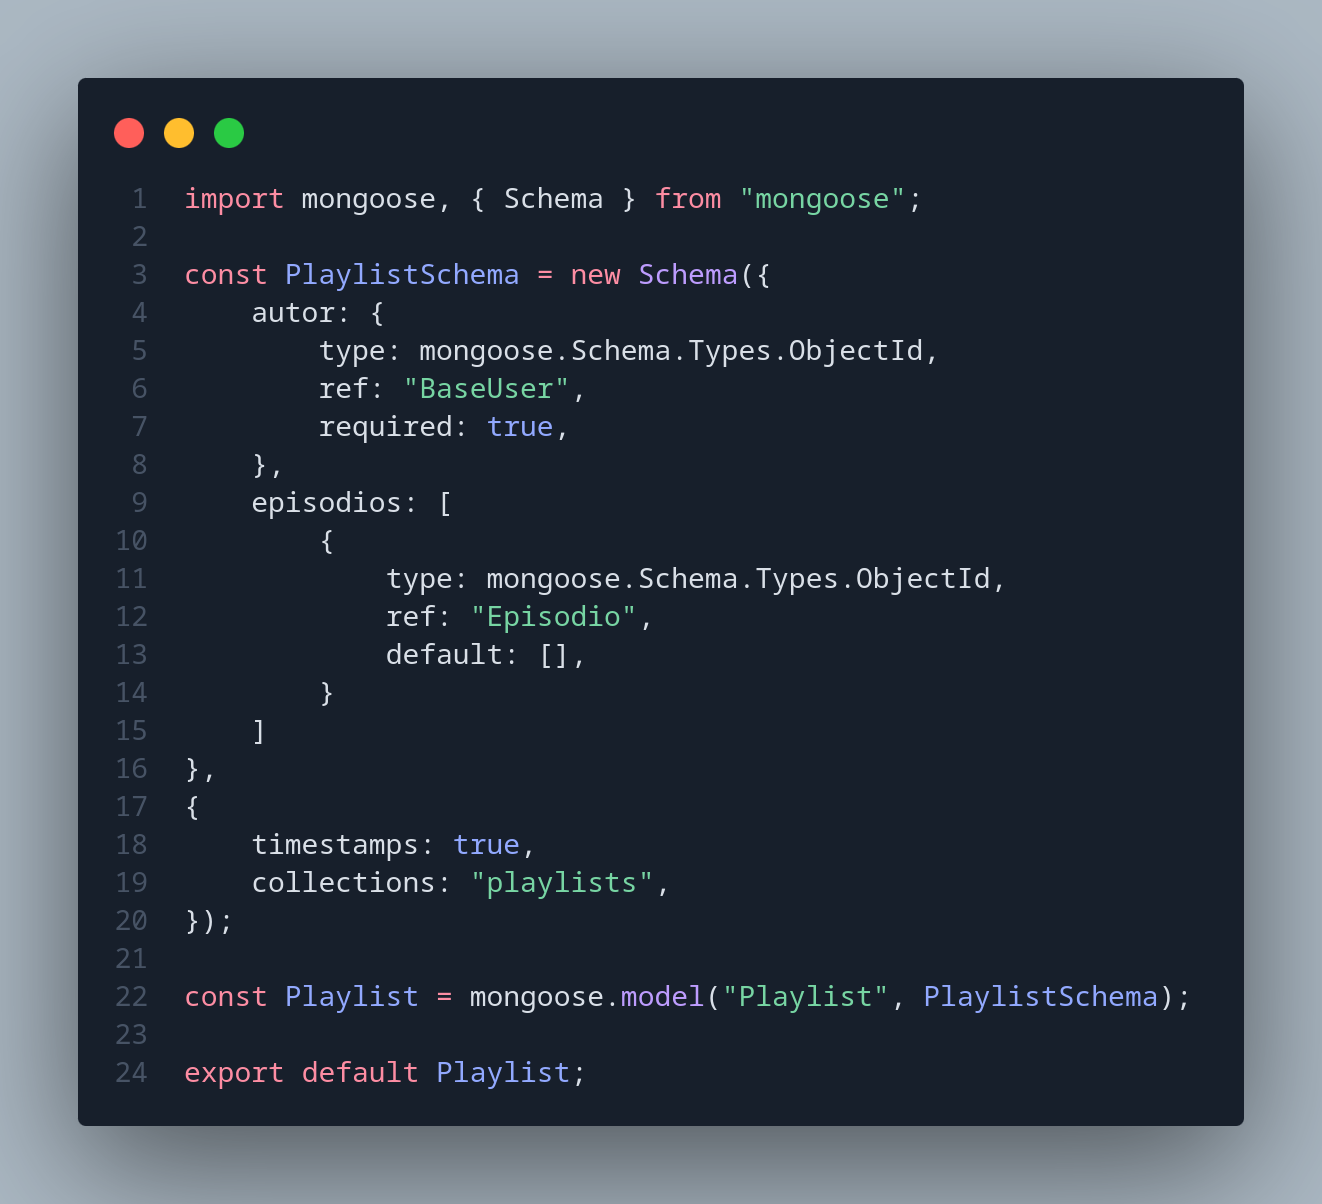 1 import mongoose, { Schema } from "mongoose";
2
3 const PlaylistSchema = new Schema({
4     autor: {
5         type: mongoose.Schema.Types.ObjectId,
6         ref: "BaseUser",
7         required: true,
8     },
9     episodios: [
10         {
11             type: mongoose.Schema.Types.ObjectId,
12             ref: "Episodio",
13             default: [],
14         }
15     ]
16 },
17 {
18     timestamps: true,
19     collections: "playlists",
20 });
21
22 const Playlist = mongoose.model("Playlist", PlaylistSchema);
23
24 export default Playlist;